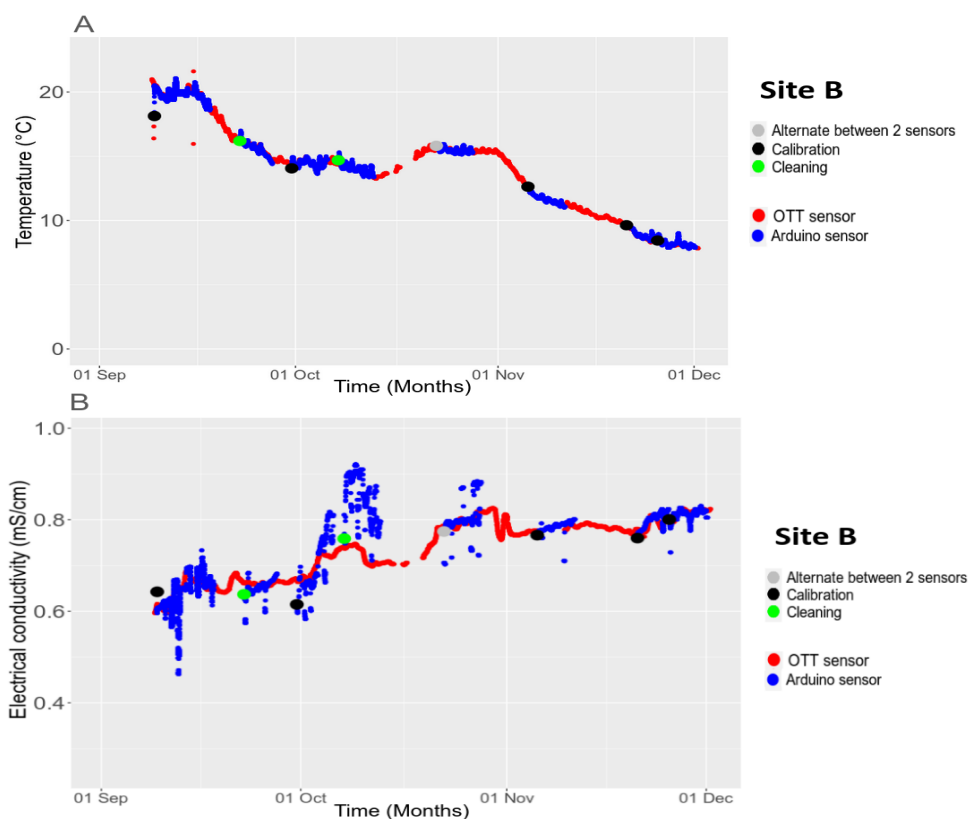 A
Temperature (°C)
20
10
0
01 Sep
01 Oct
01 Nov
01 Dec
Time (Months)
Site B
Alternate between 2 sensors
Calibration
Cleaning
OTT sensor
Arduino sensor
B
Electrical conductivity (mS/cm)
1.0
0.8
0.6
0.4
01 Sep
01 Oct
01 Nov
01 Dec
Time (Months)
Site B
Alternate between 2 sensors
Calibration
Cleaning
OTT sensor
Arduino sensor